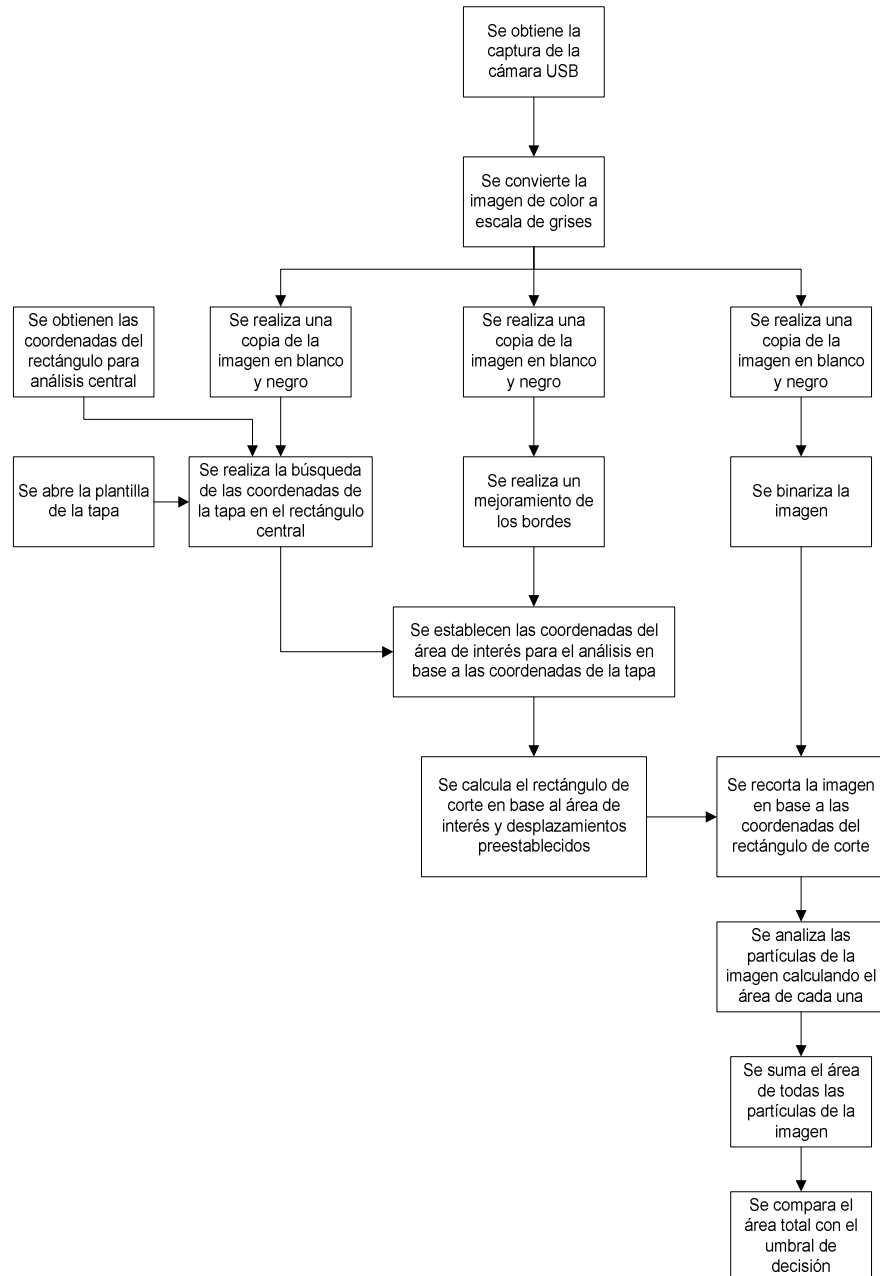 Se obtiene la
captura de la
cámara USB
Se convierte la
imagen de color a
escala de grises
Se obtienen las
coordenadas del
rectángulo para
análisis central
Se realiza una
copia de la
imagen en blanco
y negro
Se realiza una
copia de la
imagen en blanco
y negro
Se realiza una
copia de la
imagen en blanco
y negro
Se abre la plantilla
de la tapa
Se realiza la búsqueda
de las coordenadas de
la tapa en el rectángulo
central
Se realiza un
mejoramiento de
los bordes
Se binariza la
imagen
Se establecen las coordenadas del
área de interés para el análisis en
base a las coordenadas de la tapa
Se calcula el rectángulo de
corte en base al área de
interés y desplazamientos
preestablecidos
Se recorta la imagen
en base a las
coordenadas del
rectángulo de corte
Se analiza las
partículas de la
imagen calculando el
área de cada una
Se suma el área
de todas las
partículas de la
imagen
Se compara el
área total con el
umbral de
decisión